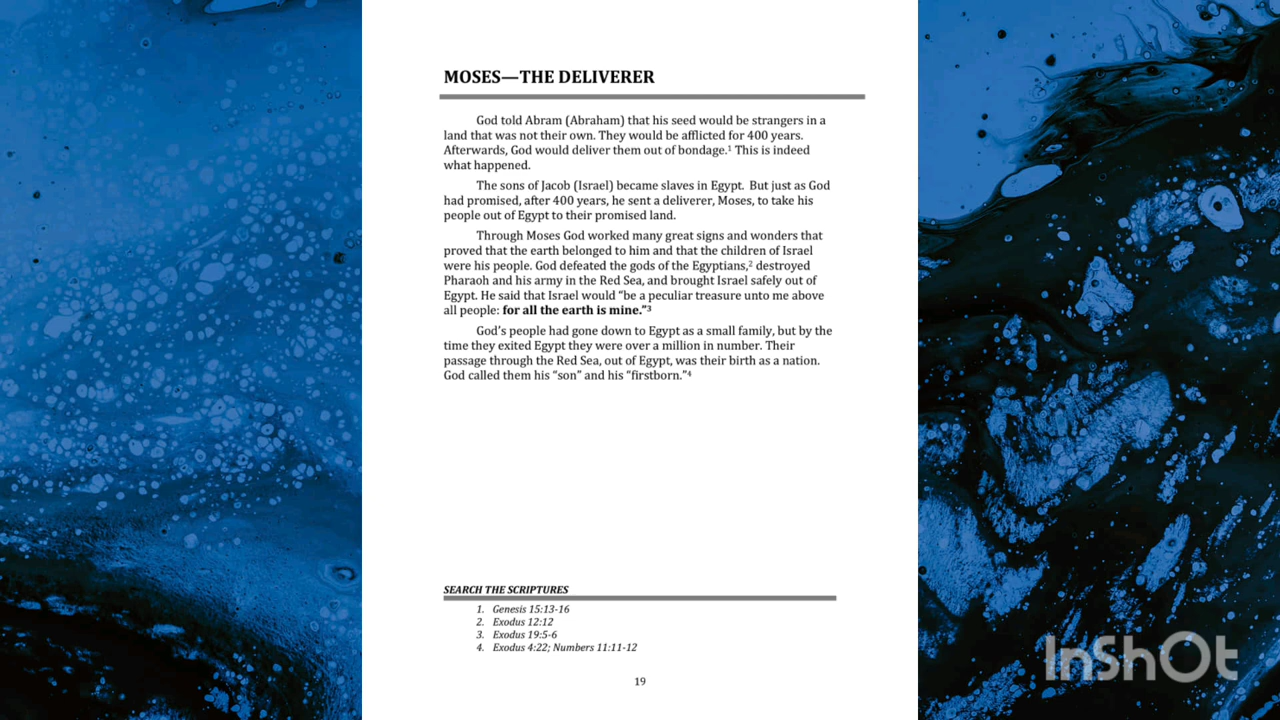 MOSES—THE DELIVERER
God told Abram (Abraham) that his seed would be strangers in a
land that was not their own. They would be afflicted for 400 years.
Afterwards, God would deliver them out of bondage.¹ This is indeed
what happened.
The sons of Jacob (Israel) became slaves in Egypt.  But just as God
had promised, after 400 years, he sent a deliverer, Moses, to take his
people out of Egypt to their promised land.
Through Moses God worked many great signs and wonders that
proved that the earth belonged to him and that the children of Israel
were his people. God defeated the gods of the Egyptians,² destroyed
Pharaoh and his army in the Red Sea, and brought Israel safely out of
Egypt. He said that Israel would “be a peculiar treasure unto me above
all people: for all the earth is mine.”³
God’s people had gone down to Egypt as a small family, but by the
time they exited Egypt they were over a million in number. Their
passage through the Red Sea, out of Egypt, was their birth as a nation.
God called them his “son” and his “firstborn.”⁴
SEARCH THE SCRIPTURES
1. Genesis 15:13-16
2. Exodus 12:12
3. Exodus 19:5-6
4. Exodus 4:22; Numbers 11:11-12
19
InShOt